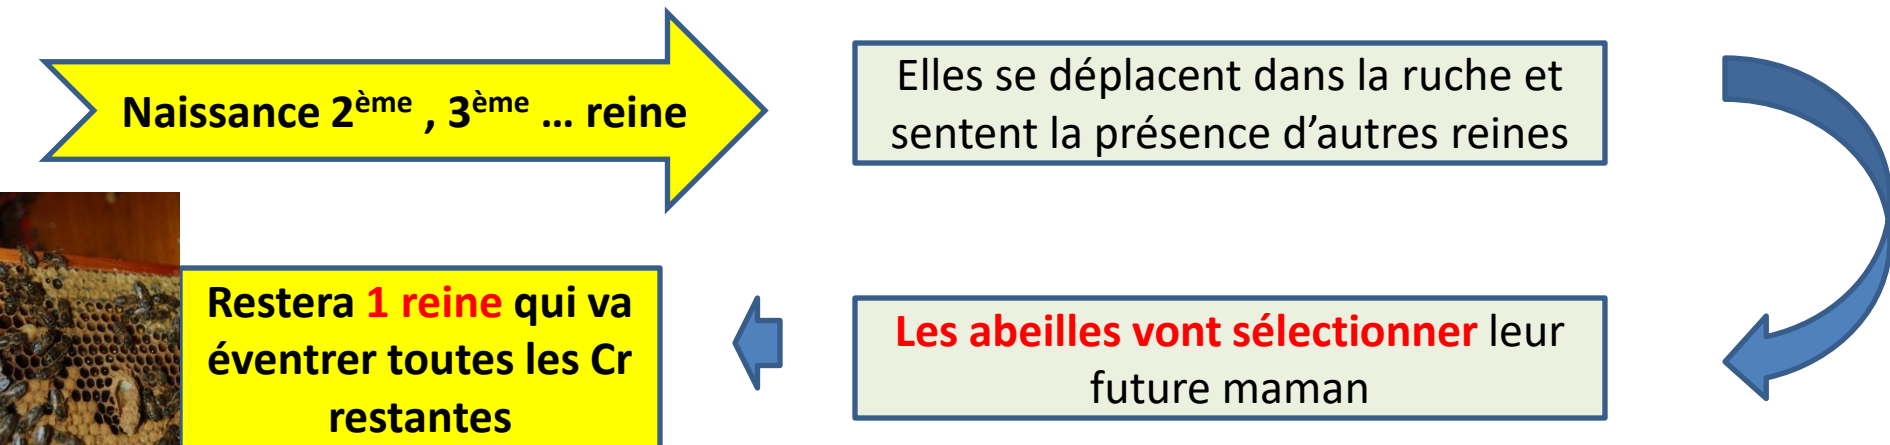 Naissance 2ème , 3ème ... reine
Elles se déplacent dans la ruche et
sentent la présence d’autres reines
Les abeilles vont sélectionner leur
future maman
Restera 1 reine qui va
éventrer toutes les Cr
restantes